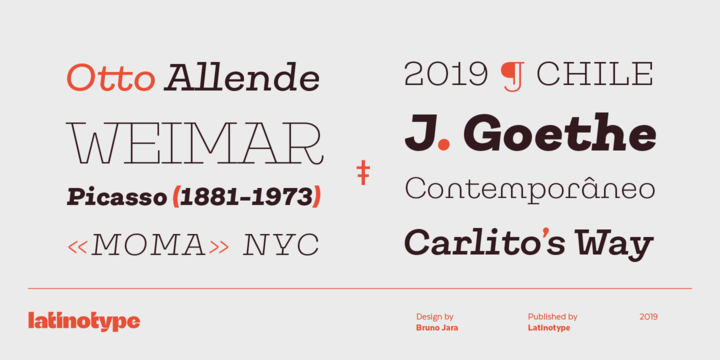 Otto Allende
WEIMAR
Picasso (1881-1973)
«MOMA» NYC
‡
2019 ¶ CHILE
J. Goethe
Contemporâneo
Carlito's Way
latinotype
Design by
Bruno Jara
Published by
Latinotype
2019